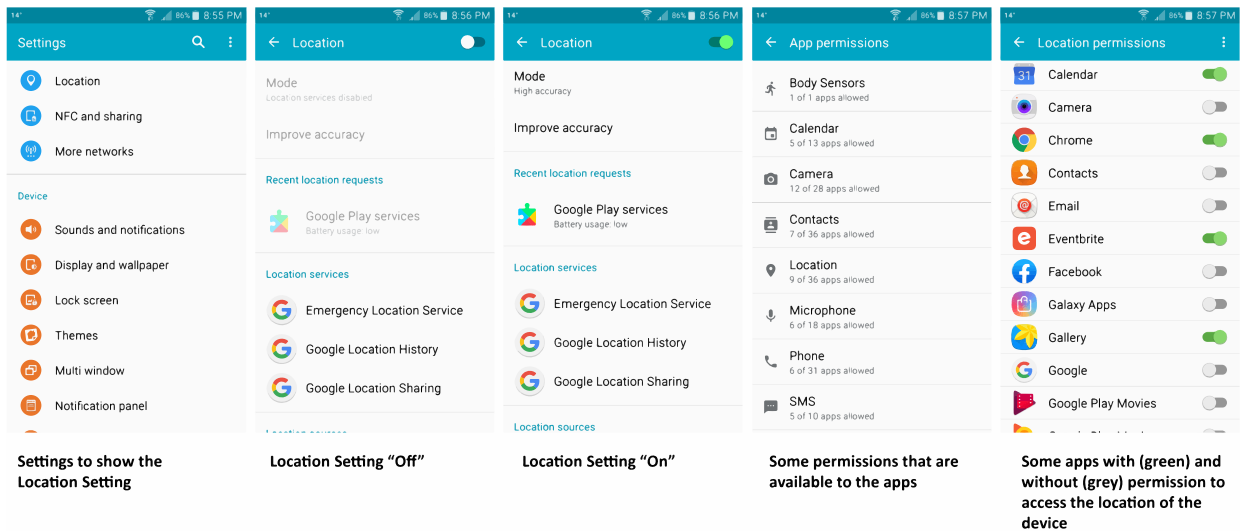 14° 86% 8:55 PM
Settings
Location
NFC and sharing
More networks
Device
Sounds and notifications
Display and wallpaper
Lock screen
Themes
Multi window
Notification panel
Settings to show the
Location Setting
14° 86% 8:56 PM
Location
Mode
Location services disabled
Improve accuracy
Recent location requests
Google Play services
Battery usage: low
Location services
Emergency Location Service
Google Location History
Google Location Sharing
Location sources
Location Setting “Off”
14° 86% 8:56 PM
Location
Mode
High accuracy
Improve accuracy
Recent location requests
Google Play services
Battery usage: low
Location services
Emergency Location Service
Google Location History
Google Location Sharing
Location sources
Location Setting “On”
14° 86% 8:57 PM
App permissions
Body Sensors
1 of 1 apps allowed
Calendar
5 of 13 apps allowed
Camera
12 of 28 apps allowed
Contacts
7 of 36 apps allowed
Location
9 of 36 apps allowed
Microphone
6 of 18 apps allowed
Phone
6 of 31 apps allowed
SMS
5 of 10 apps allowed
Some permissions that are
available to the apps
14° 86% 8:57 PM
Location permissions
31 Calendar
Camera
Chrome
Contacts
Email
Eventbrite
Facebook
Galaxy Apps
Gallery
Google
Google Play Movies
Some apps with (green) and
without (grey) permission to
access the location of the
device